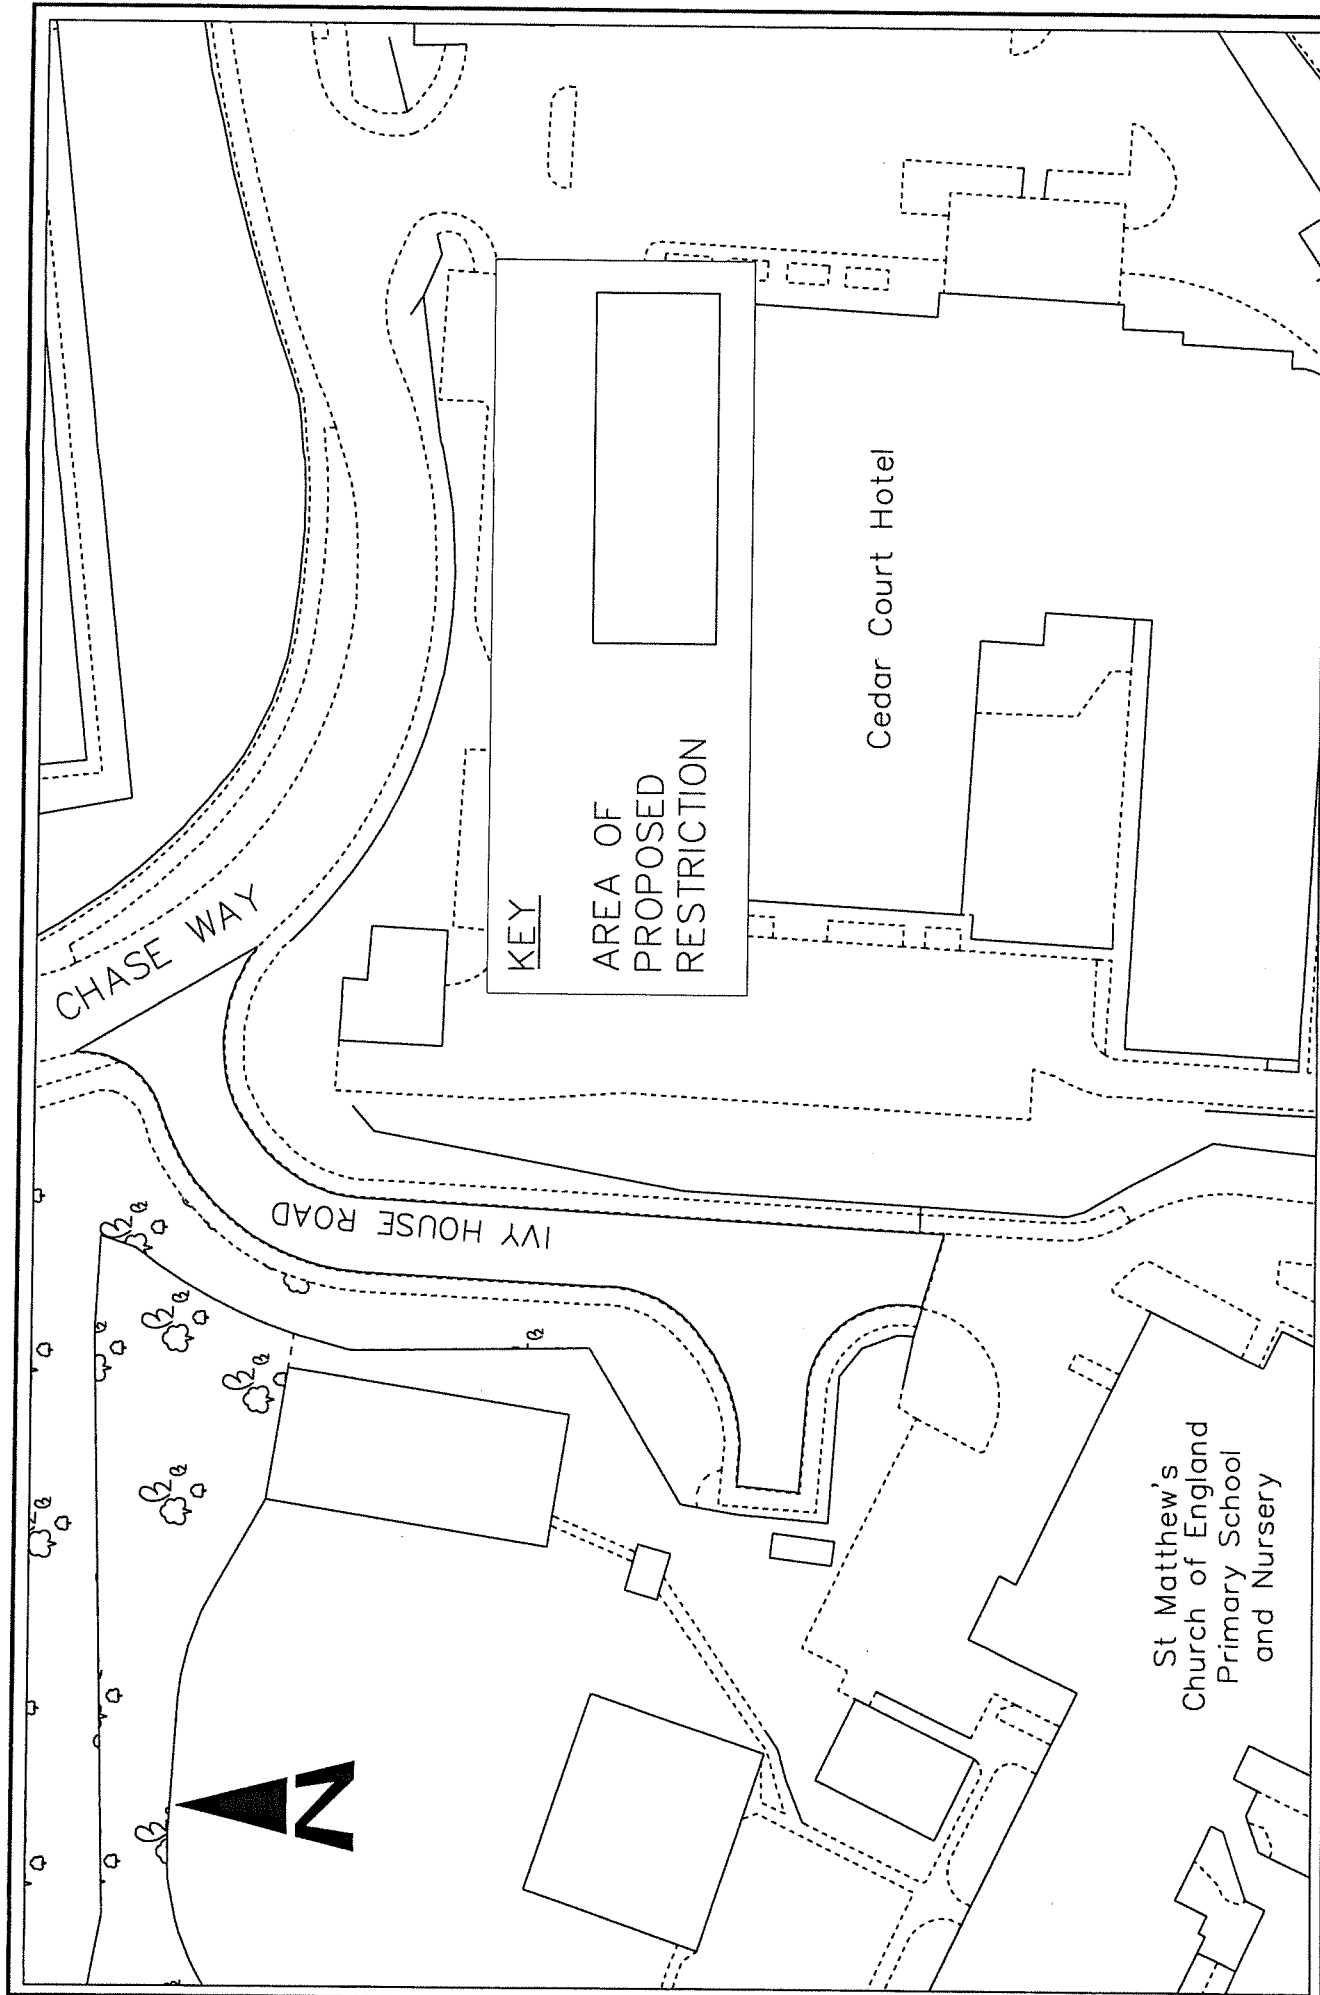 CHASE WAY
IVY HOUSE ROAD
KEY
AREA OF
PROPOSED
RESTRICTION
Cedar Court Hotel
St Matthew's
Church of England
Primary School
and Nursery
N